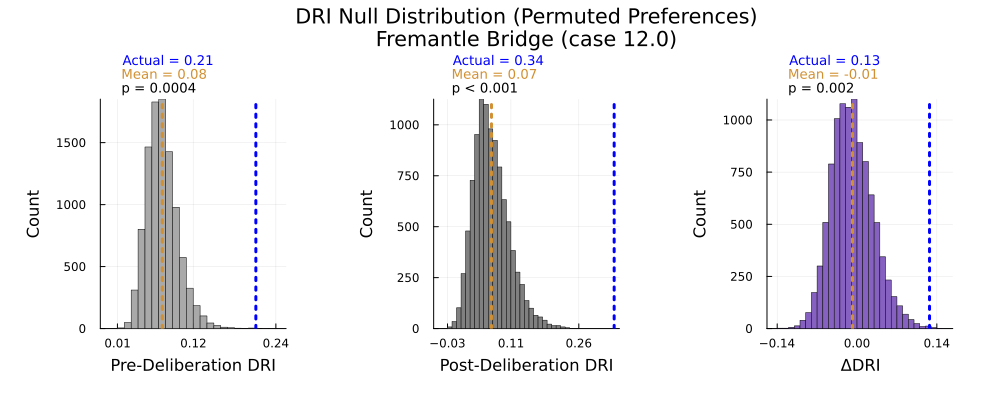 DRI Null Distribution (Permuted Preferences)
Fremantle Bridge (case 12.0)
Actual = 0.21
Mean = 0.08
p = 0.0004
Count
1500
1000
500
0
0.01
0.12
0.24
Pre-Deliberation DRI
Actual = 0.34
Mean = 0.07
p < 0.001
Count
1000
750
500
250
0
−0.03
0.11
0.26
Post-Deliberation DRI
Actual = 0.13
Mean = -0.01
p = 0.002
Count
1000
750
500
250
0
−0.14
0.00
0.14
ΔDRI